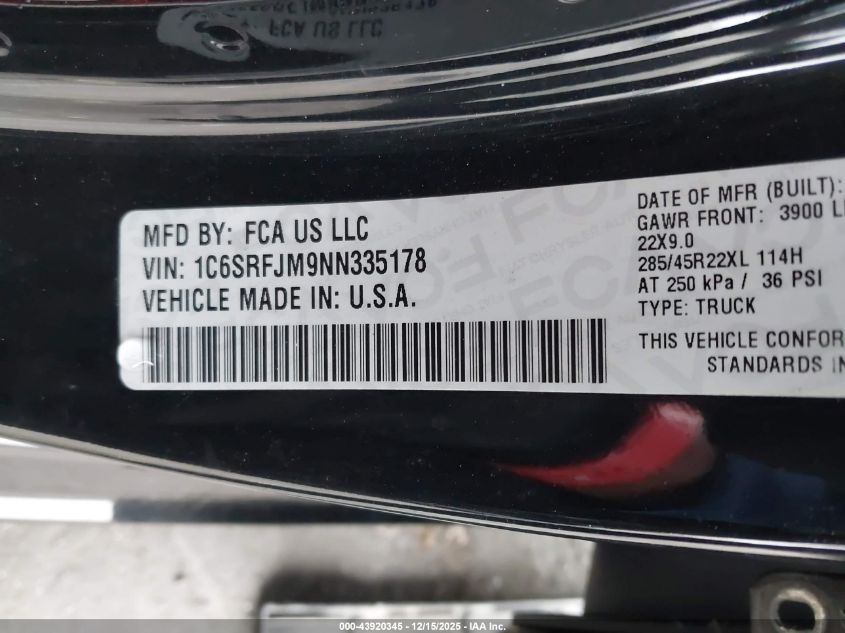 FCA US LLC
MFD BY: FCA US LLC
VIN: 1C6SRFJM9NN335178
VEHICLE MADE IN: U.S.A.
DATE OF MFR (BUILT):
GAWR FRONT: 3900
22X9.0
285/45R22XL 114H
AT 250 kPa / 36 PSI
TYPE: TRUCK
THIS VEHICLE
STANDARDS IN
000-43920345 - 12/15/2025 - IAA Inc.